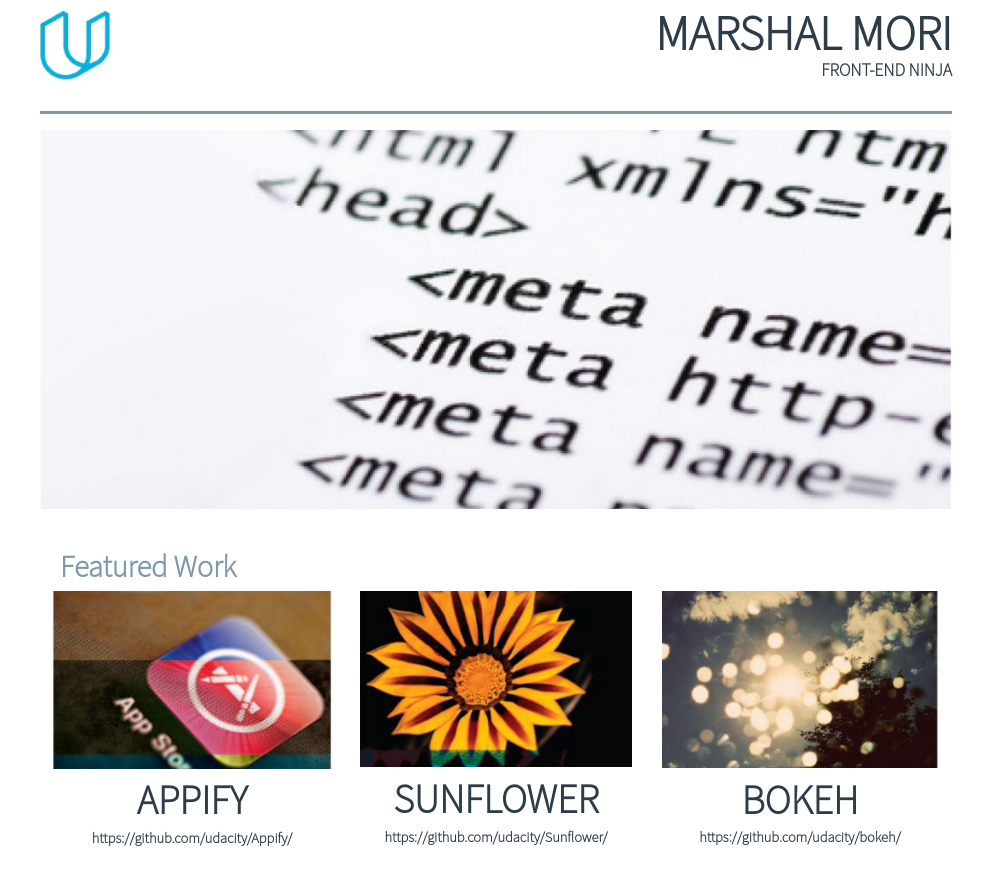 MARSHAL MORI
FRONT-END NINJA
<html xmlns="h
<head>
<meta name=
<meta http-e
<meta name="
<meta
Featured Work
App Stor
APPIFY
SUNFLOWER
BOKEH
https://github.com/udacity/Appify/
https://github.com/udacity/Sunflower/
https://github.com/udacity/bokeh/